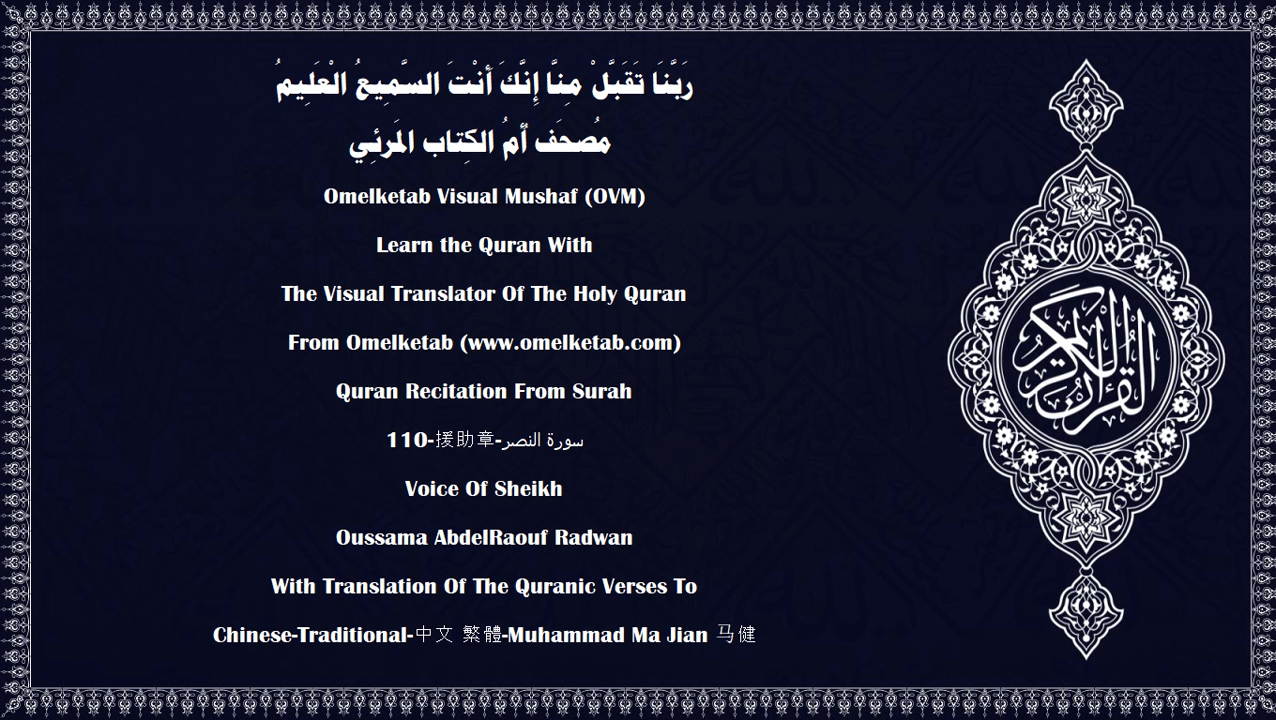 رَبَّنَا تَقَبَّلْ مِنَّا إِنَّكَ أَنْتَ السَّمِيعُ الْعَلِيمُ
مُصحَف أمُ الكِتاب المَرئِي
Omelketab Visual Mushaf (OVM)
Learn the Quran With
The Visual Translator Of The Holy Quran
From Omelketab (www.omelketab.com)
Quran Recitation From Surah
110-援助章-سورة النصر
Voice Of Sheikh
Oussama AbdelRaouf Radwan
With Translation Of The Quranic Verses To
Chinese-Traditional-中文 繁體-Muhammad Ma Jian 马健
القرآن الكريم